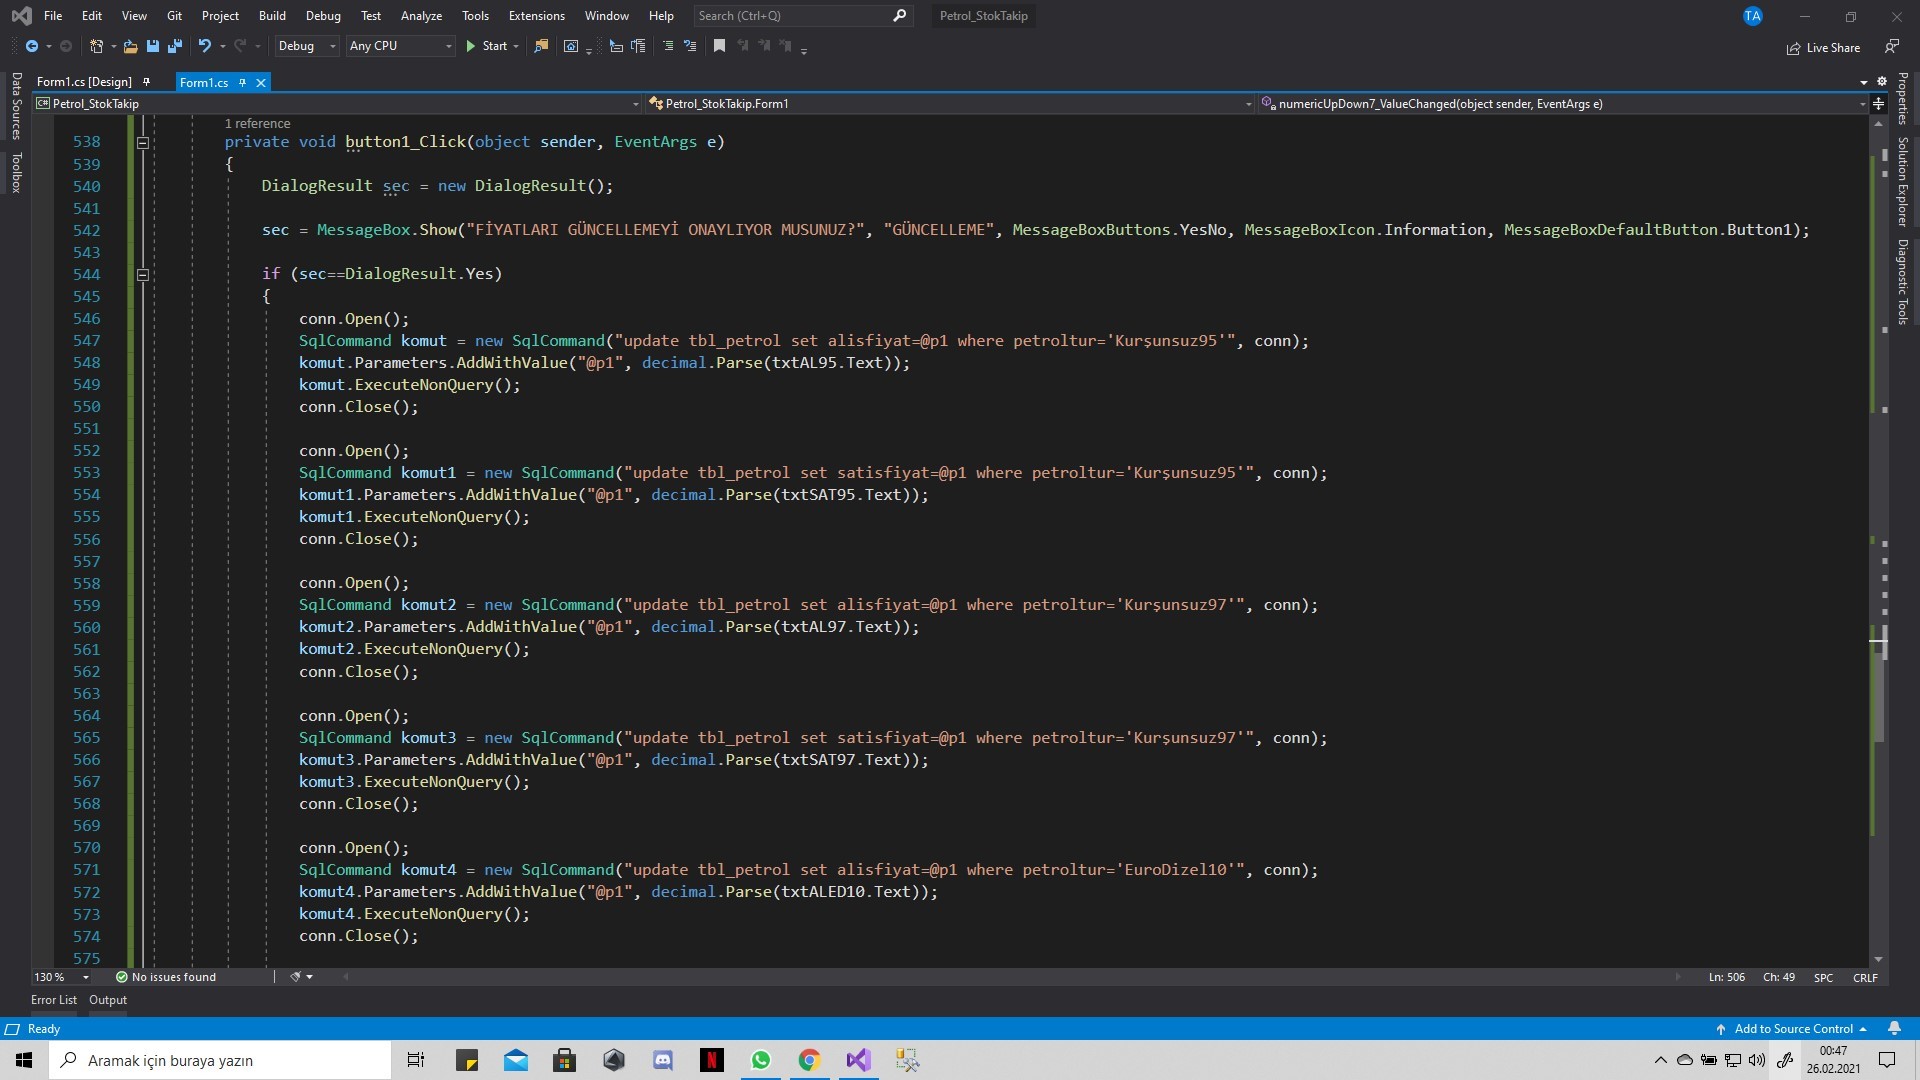 File Edit View Git Project Build Debug Test Analyze Tools Extensions Window Help Search (Ctrl+Q) Petrol_StokTakip TA
Debug Any CPU Start Live Share
Form1.cs [Design] Form1.cs
C# Petrol_StokTakip Petrol_StokTakip.Form1 numericUpDown7_ValueChanged(object sender, EventArgs e)
Data Sources
Toolbox
Properties
Solution Explorer
Diagnostic Tools
1 reference
538 private void button1_Click(object sender, EventArgs e)
539 {
540 DialogResult sec = new DialogResult();
541
542 sec = MessageBox.Show("FİYATLARI GÜNCELLEMEYİ ONAYLIYOR MUSUNUZ?", "GÜNCELLEME", MessageBoxButtons.YesNo, MessageBoxIcon.Information, MessageBoxDefaultButton.Button1);
543
544 if (sec==DialogResult.Yes)
545 {
546 conn.Open();
547 SqlCommand komut = new SqlCommand("update tbl_petrol set alisfiyat=@p1 where petroltur='Kurşunsuz95'", conn);
548 komut.Parameters.AddWithValue("@p1", decimal.Parse(txtAL95.Text));
549 komut.ExecuteNonQuery();
550 conn.Close();
551
552 conn.Open();
553 SqlCommand komut1 = new SqlCommand("update tbl_petrol set satisfiyat=@p1 where petroltur='Kurşunsuz95'", conn);
554 komut1.Parameters.AddWithValue("@p1", decimal.Parse(txtSAT95.Text));
555 komut1.ExecuteNonQuery();
556 conn.Close();
557
558 conn.Open();
559 SqlCommand komut2 = new SqlCommand("update tbl_petrol set alisfiyat=@p1 where petroltur='Kurşunsuz97'", conn);
560 komut2.Parameters.AddWithValue("@p1", decimal.Parse(txtAL97.Text));
561 komut2.ExecuteNonQuery();
562 conn.Close();
563
564 conn.Open();
565 SqlCommand komut3 = new SqlCommand("update tbl_petrol set satisfiyat=@p1 where petroltur='Kurşunsuz97'", conn);
566 komut3.Parameters.AddWithValue("@p1", decimal.Parse(txtSAT97.Text));
567 komut3.ExecuteNonQuery();
568 conn.Close();
569
570 conn.Open();
571 SqlCommand komut4 = new SqlCommand("update tbl_petrol set alisfiyat=@p1 where petroltur='EuroDizel10'", conn);
572 komut4.Parameters.AddWithValue("@p1", decimal.Parse(txtALED10.Text));
573 komut4.ExecuteNonQuery();
574 conn.Close();
575
130 % No issues found Ln: 506 Ch: 49 SPC CRLF
Error List Output
Ready Add to Source Control
Aramak için buraya yazın N 00:47
26.02.2021